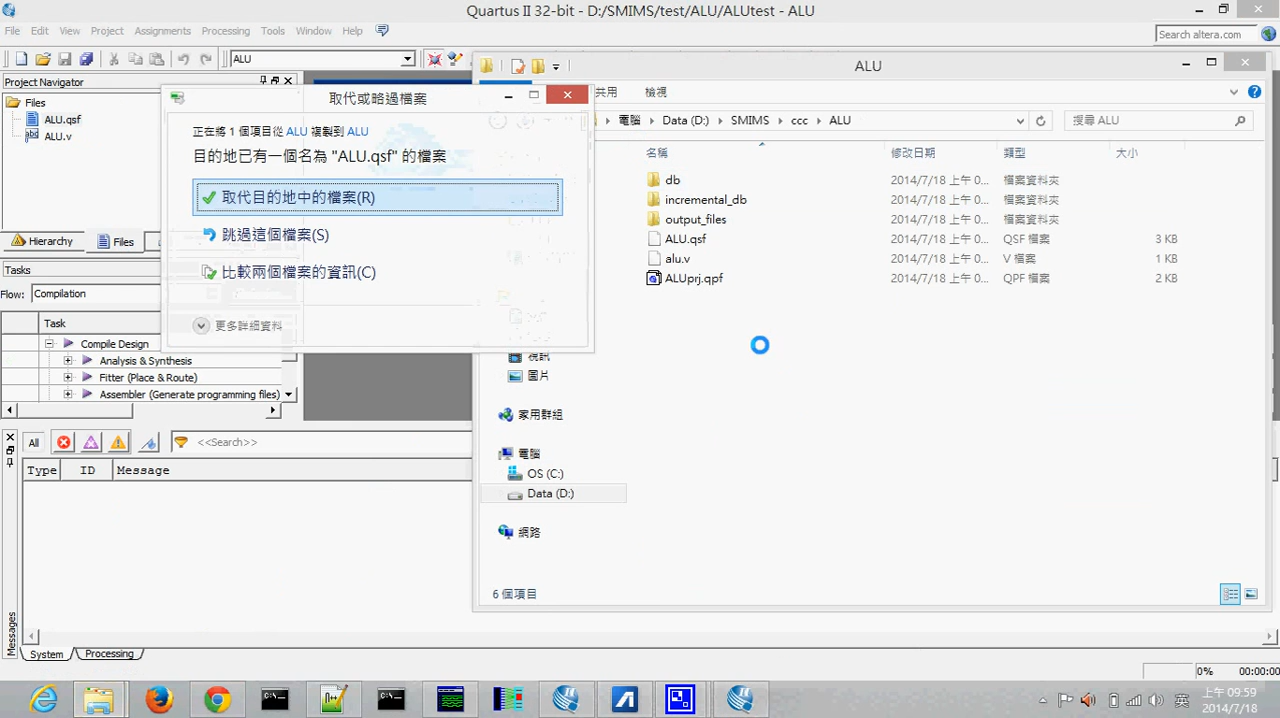 Quartus II 32-bit - D:/SMIMS/test/ALU/ALUtest - ALU
File Edit View Project Assignments Processing Tools Window Help
Search altera.com
ALU
Project Navigator
Files
ALU.qsf
ALU.v
Hierarchy
Files
Tasks
Flow: Compilation
Task
Compile Design
Analysis & Synthesis
Fitter (Place & Route)
Assembler (Generate programming files)
取代或略過檔案
正在將 1 個項目從 ALU 複製到 ALU
目的地已有一個名為 "ALU.qsf" 的檔案
取代目的地中的檔案(R)
跳過這個檔案(S)
比較兩個檔案的資訊(C)
更多詳細資料
ALU
共用 檢視
電腦 Data (D:) SMIMS ccc ALU
搜尋 ALU
名稱 修改日期 類型 大小
db 2014/7/18 上午 0... 檔案資料夾
incremental_db 2014/7/18 上午 0... 檔案資料夾
output_files 2014/7/18 上午 0... 檔案資料夾
ALU.qsf 2014/7/18 上午 0... QSF 檔案 3 KB
alu.v 2014/7/18 上午 0... V 檔案 1 KB
ALUprj.qpf 2014/7/18 上午 0... QPF 檔案 2 KB
視訊
圖片
家用群組
電腦
OS (C:)
Data (D:)
網路
6 個項目
All
<<Search>>
Type ID Message
Messages
System Processing
0% 00:00:00
英
上午 09:59
2014/7/18